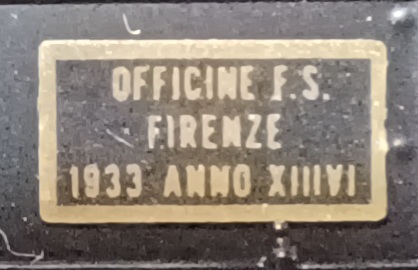 OFFICINE F.S.
FIRENZE
1933 ANNO XIIIVI